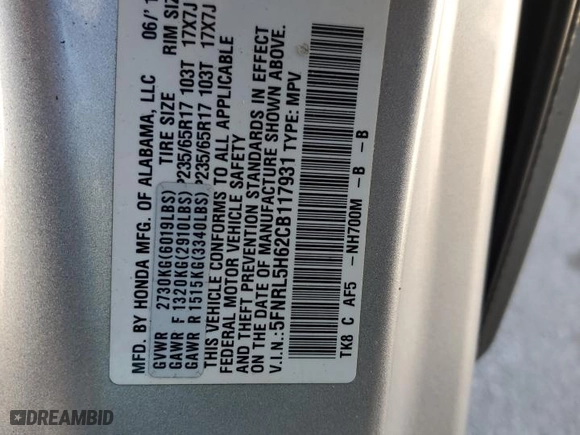 MFD. BY HONDA MFG. OF ALABAMA, LLC 06/'1
TIRE SIZE RIM SIZ
GVWR 2730KG(6019LBS)
GAWR F 1320KG(2910LBS) P235/65R17 103T 17X7J
GAWR R 1515KG(3340LBS) P235/65R17 103T 17X7J
THIS VEHICLE CONFORMS TO ALL APPLICABLE
FEDERAL MOTOR VEHICLE SAFETY
AND THEFT PREVENTION STANDARDS IN EFFECT
ON THE DATE OF MANUFACTURE SHOWN ABOVE.
V.I.N.: 5FNRL5H62CB117931 TYPE: MPV
TK8 C AF5 -NH700M -B -B
DREAMBID